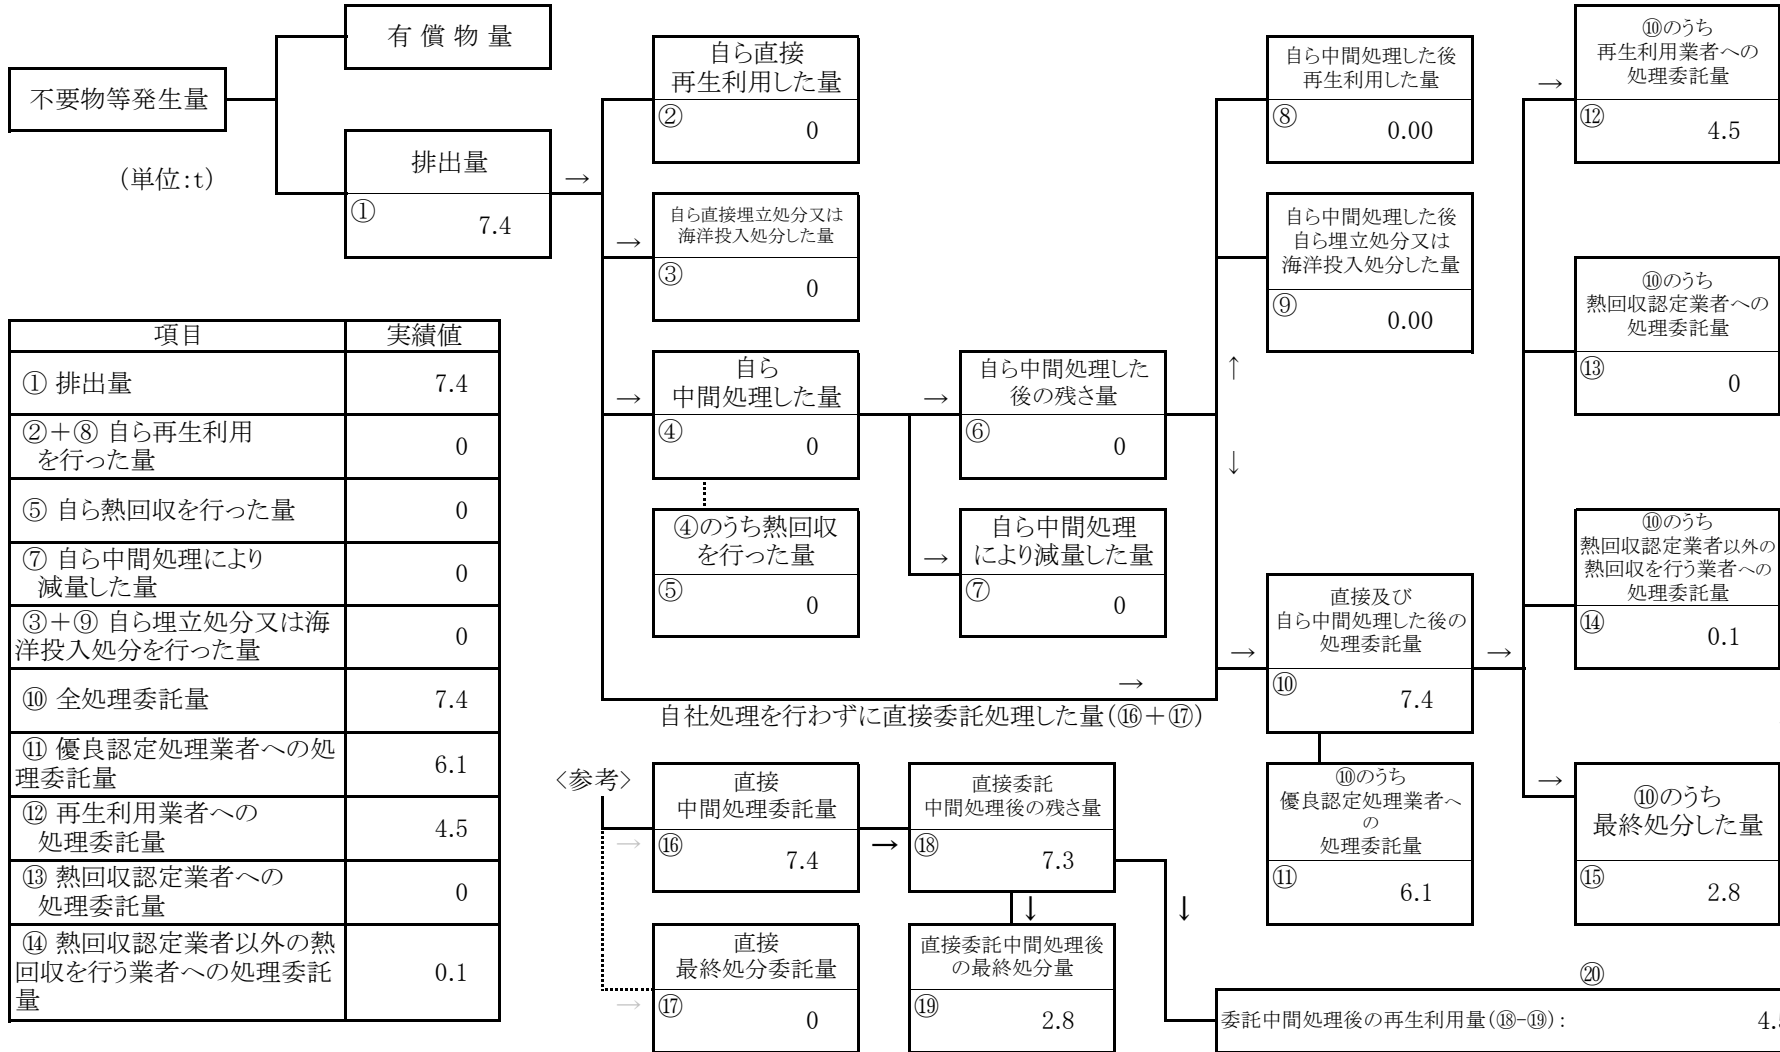 有償物量
不要物等発生量
(単位:t)
排出量
①
7.4
→
自ら直接
再生利用した量
②
0
→
自ら直接埋立処分又は
海洋投入処分した量
③
0
→
自ら
中間処理した量
④
0
④のうち熱回収
を行った量
⑤
0
→
自ら中間処理した
後の残さ量
⑥
0
→
自ら中間処理
により減量した量
⑦
0
↑
↓
自ら中間処理した後
再生利用した量
⑧
0.00
自ら中間処理した後
自ら埋立処分又は
海洋投入処分した量
⑨
0.00
→
自社処理を行わずに直接委託処理した量(⑯+⑰)
→
直接及び
自ら中間処理した後の
処理委託量
⑩
7.4
→
⑩のうち
優良認定処理業者へ
の
処理委託量
⑪
6.1
→
⑩のうち
再生利用業者への
処理委託量
⑫
4.5
⑩のうち
熱回収認定業者への
処理委託量
⑬
0
⑩のうち
熱回収認定業者以外の
熱回収を行う業者への
処理委託量
⑭
0.1
→
⑩のうち
最終処分した量
⑮
2.8
項目 実績値
① 排出量 7.4
②+⑧ 自ら再生利用
を行った量 0
⑤ 自ら熱回収を行った量 0
⑦ 自ら中間処理により
減量した量 0
③+⑨ 自ら埋立処分又は海
洋投入処分を行った量 0
⑩ 全処理委託量 7.4
⑪ 優良認定処理業者への処
理委託量 6.1
⑫ 再生利用業者への
処理委託量 4.5
⑬ 熱回収認定業者への
処理委託量 0
⑭ 熱回収認定業者以外の熱
回収を行う業者への処理委託
量 0.1
<参考>
→
直接
中間処理委託量
⑯
7.4
→
直接委託
中間処理後の残さ量
⑱
7.3
↓
↓
→
直接
最終処分委託量
⑰
0
直接委託中間処理後
の最終処分量
⑲
2.8
⑳
委託中間処理後の再生利用量(⑱-⑲): 4.5